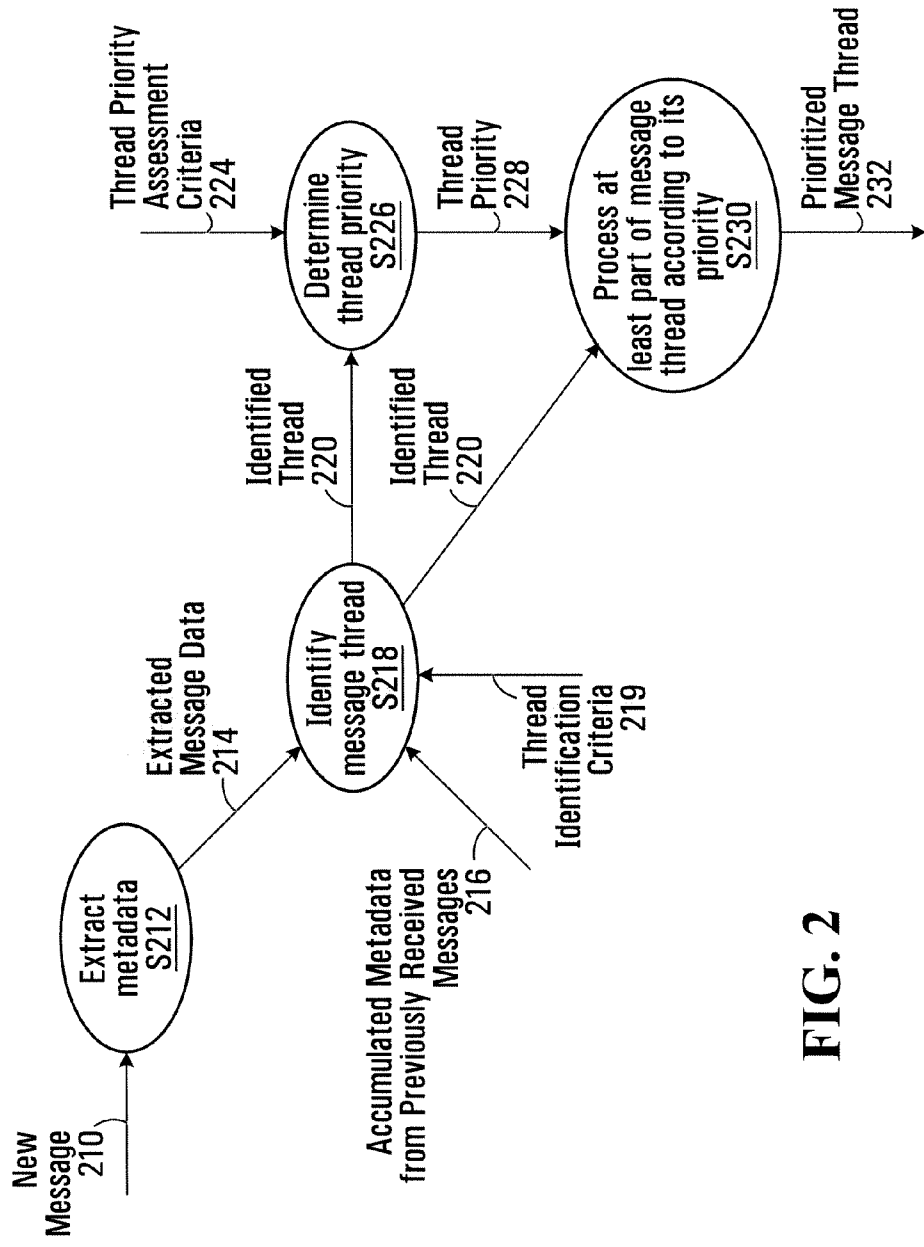 New
Message
210
Extract
metadata
S212
Extracted
Message Data
214
Accumulated Metadata
from Previously Received
Messages
216
Identify
message thread
S218
Thread
Identification
Criteria
219
Identified
Thread
220
Identified
Thread
220
Thread Priority
Assessment
Criteria
224
Determine
thread priority
S226
Thread
Priority
228
Process at
least part of message
thread according to its
priority
S230
Prioritized
Message Thread
232
FIG. 2